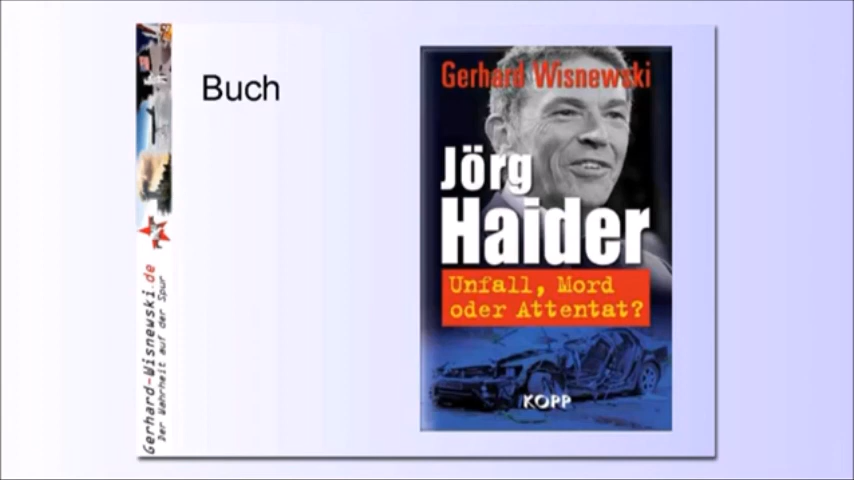 Buch
Gerhard Wisnewski
Jörg
Haider
Unfall, Mord
oder Attentat?
KOPP
Gerhard-Wisnewski.de
Der Wahrheit auf der Spur